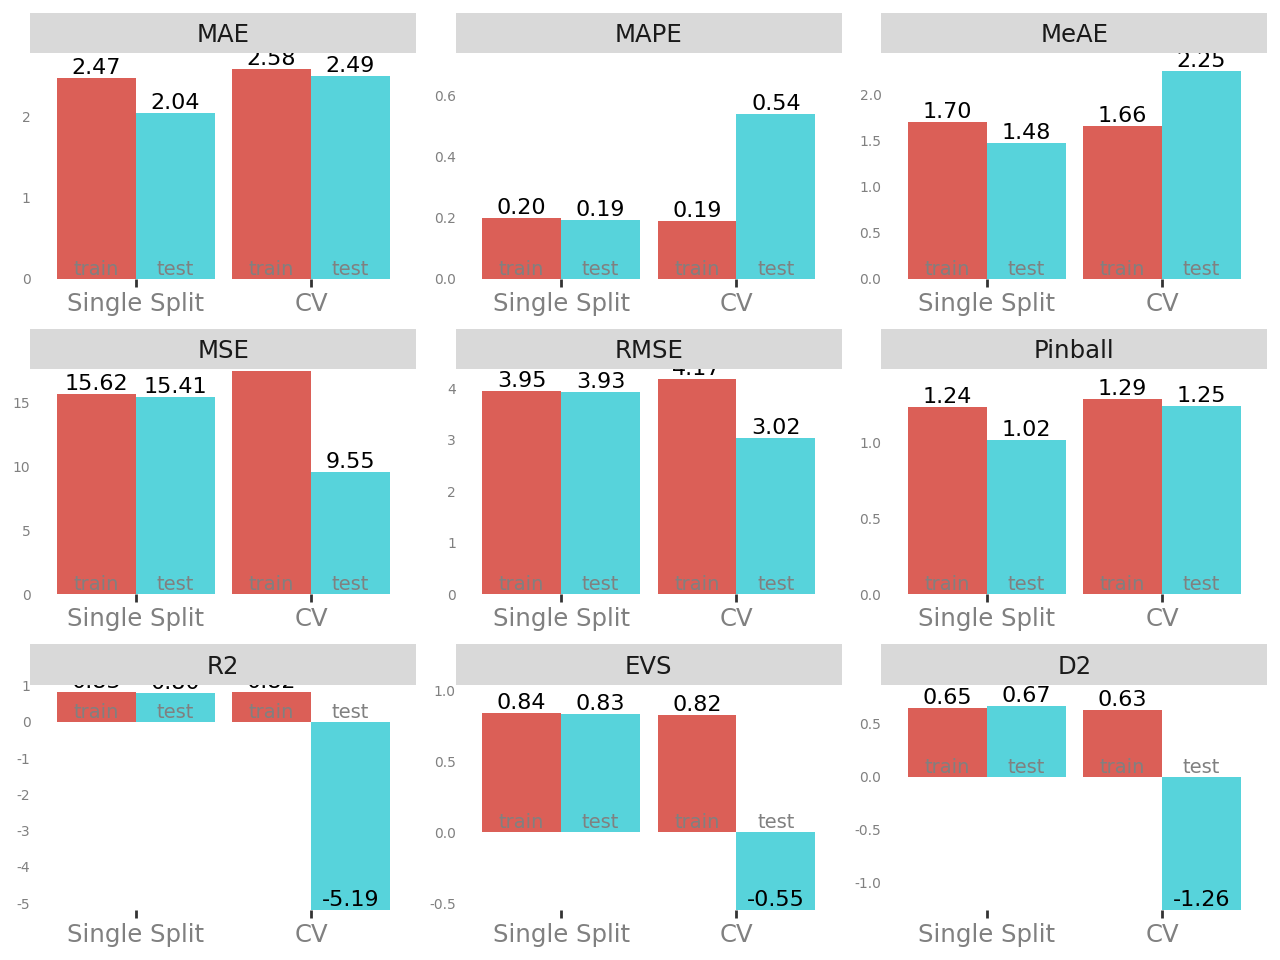 MAE
2.47
2.04
2.58
2.49
2
1
0
train
test
train
test
Single Split
CV
MAPE
0.6
0.4
0.2
0.0
0.20
0.19
0.19
0.54
train
test
train
test
Single Split
CV
MeAE
2.0
1.5
1.0
0.5
0.0
1.70
1.48
1.66
2.25
train
test
train
test
Single Split
CV
MSE
15
10
5
0
15.62
15.41
9.55
train
test
train
test
Single Split
CV
RMSE
4
3
2
1
0
3.95
3.93
4.17
3.02
train
test
train
test
Single Split
CV
Pinball
1.0
0.5
0.0
1.24
1.02
1.29
1.25
train
test
train
test
Single Split
CV
R2
1
0
-1
-2
-3
-4
-5
0.82
-5.19
train
test
train
test
Single Split
CV
EVS
1.0
0.5
0.0
-0.5
0.84
0.83
0.82
-0.55
train
test
train
test
Single Split
CV
D2
0.5
0.0
-0.5
-1.0
0.65
0.67
0.63
-1.26
train
test
train
test
Single Split
CV